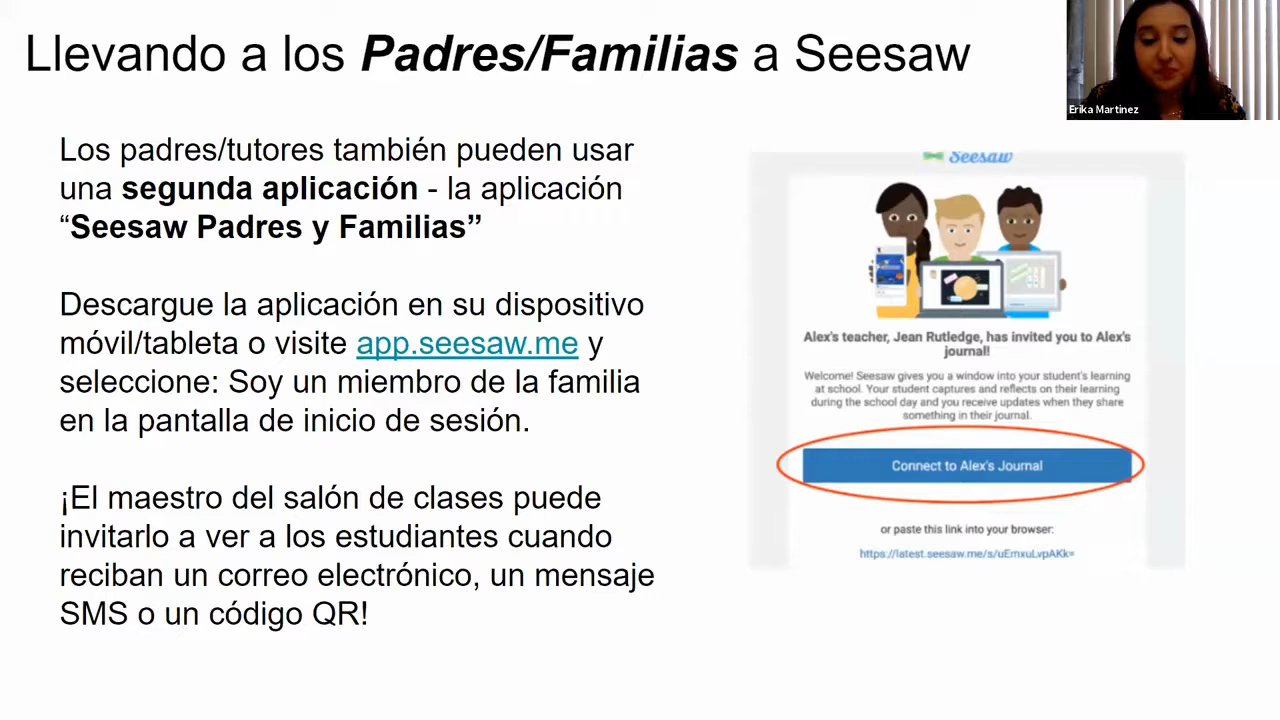 Llevando a los Padres/Familias a Seesaw
Erika Martinez
Los padres/tutores también pueden usar
una segunda aplicación - la aplicación
“Seesaw Padres y Familias”
Descargue la aplicación en su dispositivo
móvil/tableta o visite app.seesaw.me y
seleccione: Soy un miembro de la familia
en la pantalla de inicio de sesión.
¡El maestro del salón de clases puede
invitarlo a ver a los estudiantes cuando
reciban un correo electrónico, un mensaje
SMS o un código QR!
Seesaw
Alex's teacher, Jean Rutledge, has invited you to Alex's
journal!
Welcome! Seesaw gives you a window into your student's learning
at school. Your student captures and reflects on their learning
during the school day and you receive updates when they share
something in their journal.
Connect to Alex's Journal
or paste this link into your browser:
https://latest.seesaw.me/s/uEmxuLvpAKk=